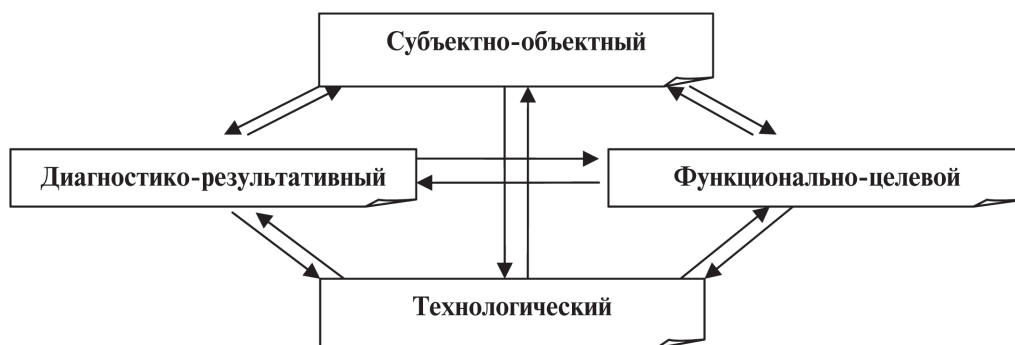 Субъектно-объектный
Диагностико-результативный
Функционально-целевой
Технологический